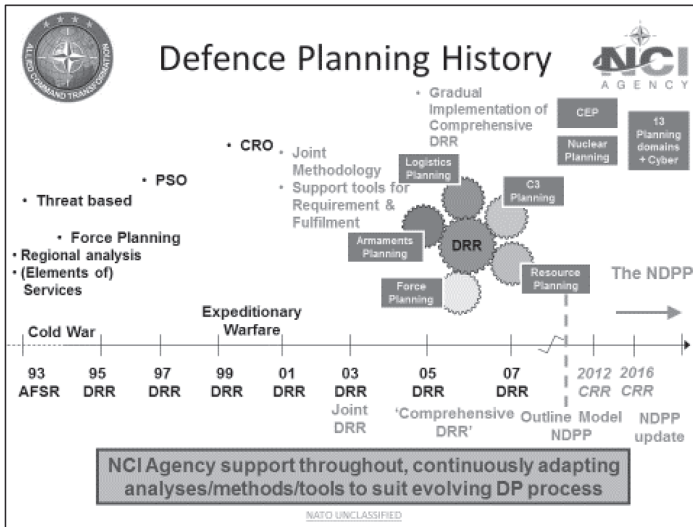 ALLIED COMMAND TRANSFORMATION
Defence Planning History
NCI
AGENCY
• Gradual
Implementation of
Comprehensive
DRR
CEP
Nuclear
Planning
13
Planning
domains
+ Cyber
• CRO
• Joint
Methodology
• Support tools for
Requirement &
Fulfilment
• PSO
• Threat based
• Force Planning
• Regional analysis
• (Elements of)
Services
Logistics
Planning
C3
Planning
Armaments
Planning
DRR
Force
Planning
Resource
Planning
The NDPP
Cold War
Expeditionary
Warfare
93
AFSR
95
DRR
97
DRR
99
DRR
01
DRR
03
DRR
Joint
DRR
05
DRR
‘Comprehensive
DRR’
07
DRR
Outline Model
NDPP
2012
CRR
2016
CRR
NDPP
update
NCI Agency support throughout, continuously adapting
analyses/methods/tools to suit evolving DP process
NATO UNCLASSIFIED